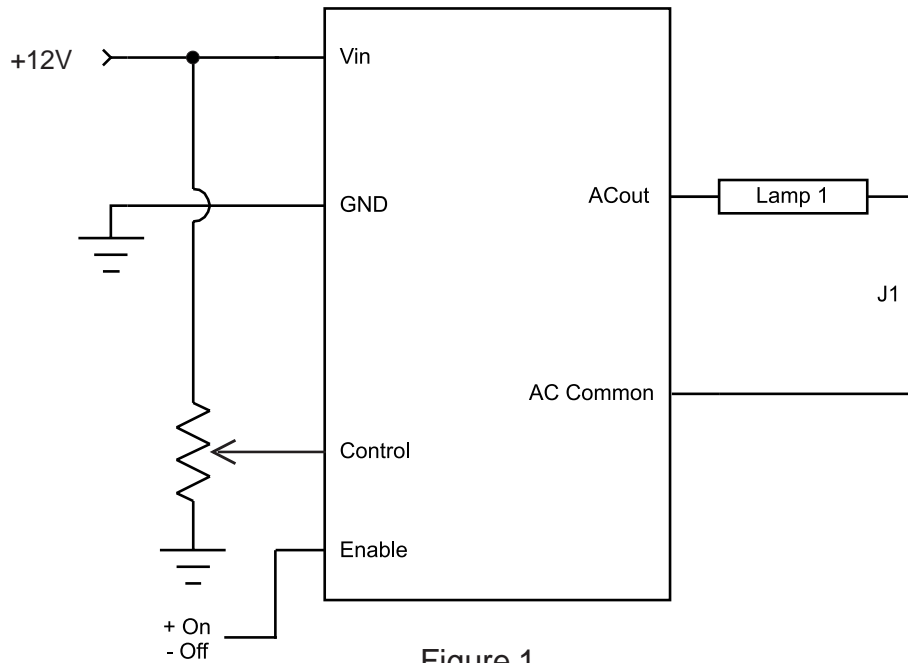 +12V
Vin
GND
ACout
Lamp 1
J1
AC Common
Control
Enable
+ On
- Off
Figure 1